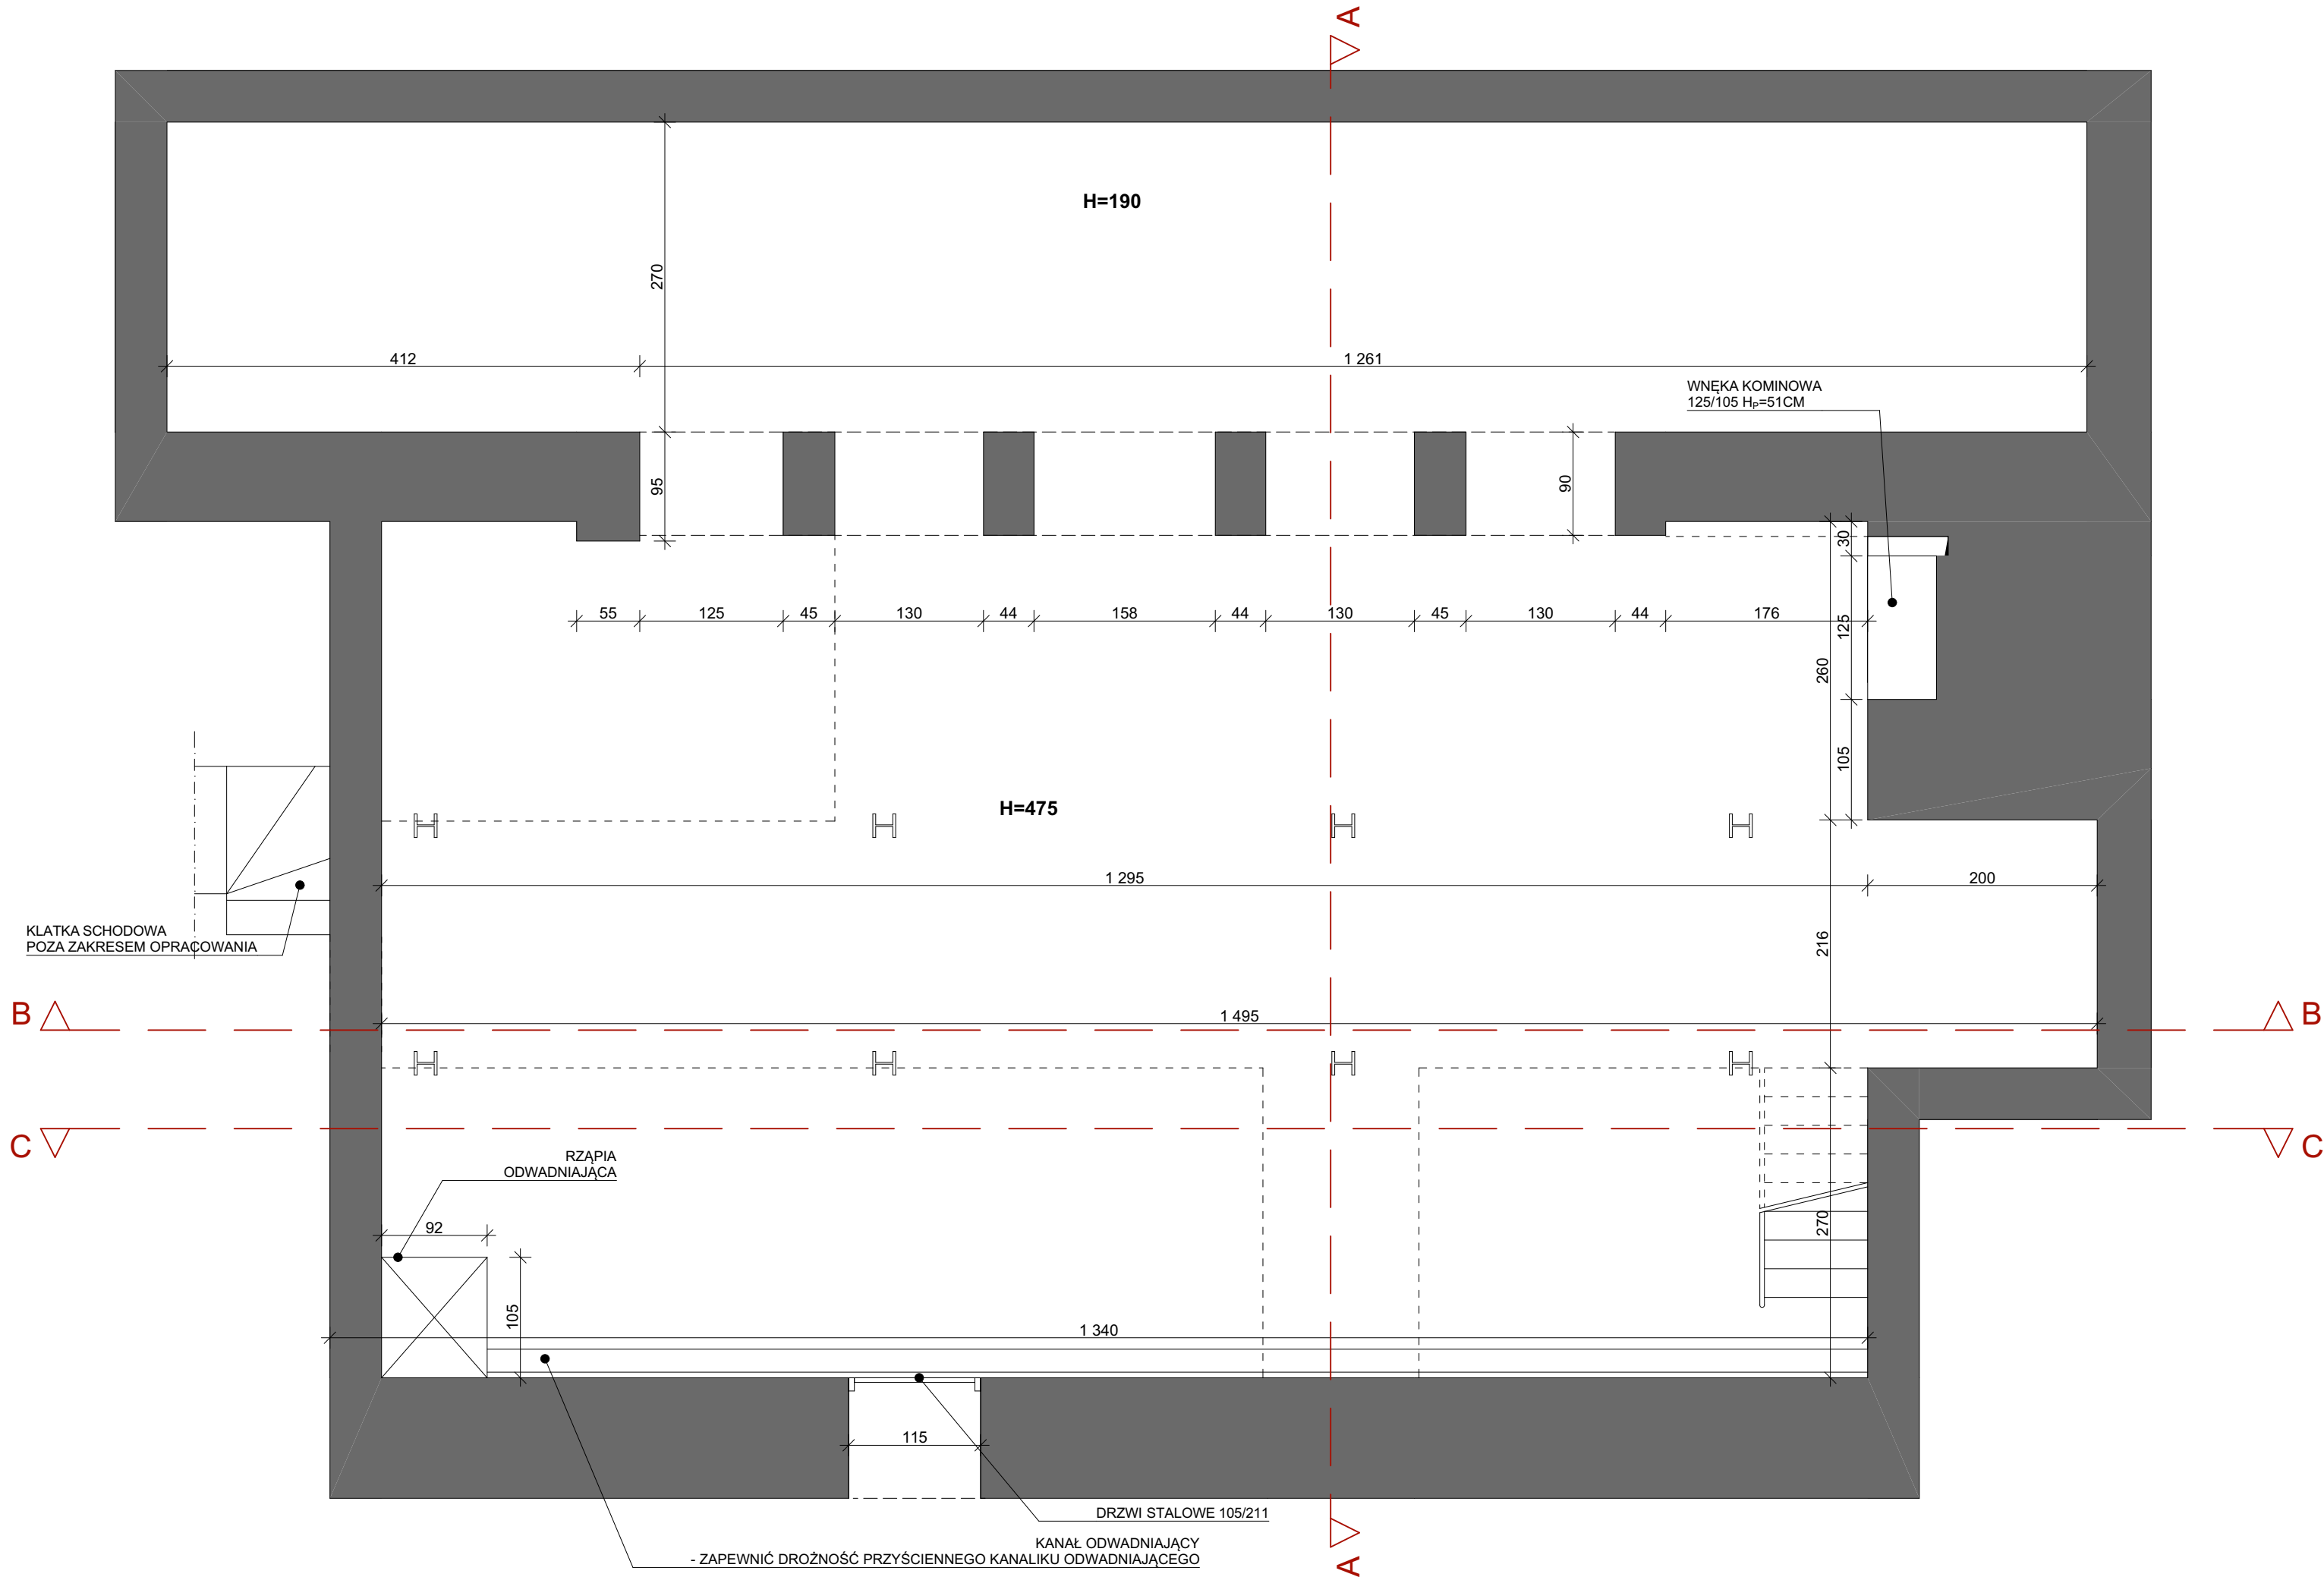 A
H=190
270
412
1 261
WNĘKA KOMINOWA
125/105 Hₚ=51CM
95
90
30
55
125
45
130
44
158
44
130
45
130
44
176
125
260
105
H=475
1 295
200
KLATKA SCHODOWA
POZA ZAKRESEM OPRACOWANIA
216
B
1 495
B
C
C
RZĄPIA
ODWADNIAJĄCA
92
270
105
1 340
115
DRZWI STALOWE 105/211
KANAŁ ODWADNIAJĄCY
- ZAPEWNIĆ DROŻNOŚĆ PRZYŚCIENNEGO KANALIKU ODWADNIAJĄCEGO
A